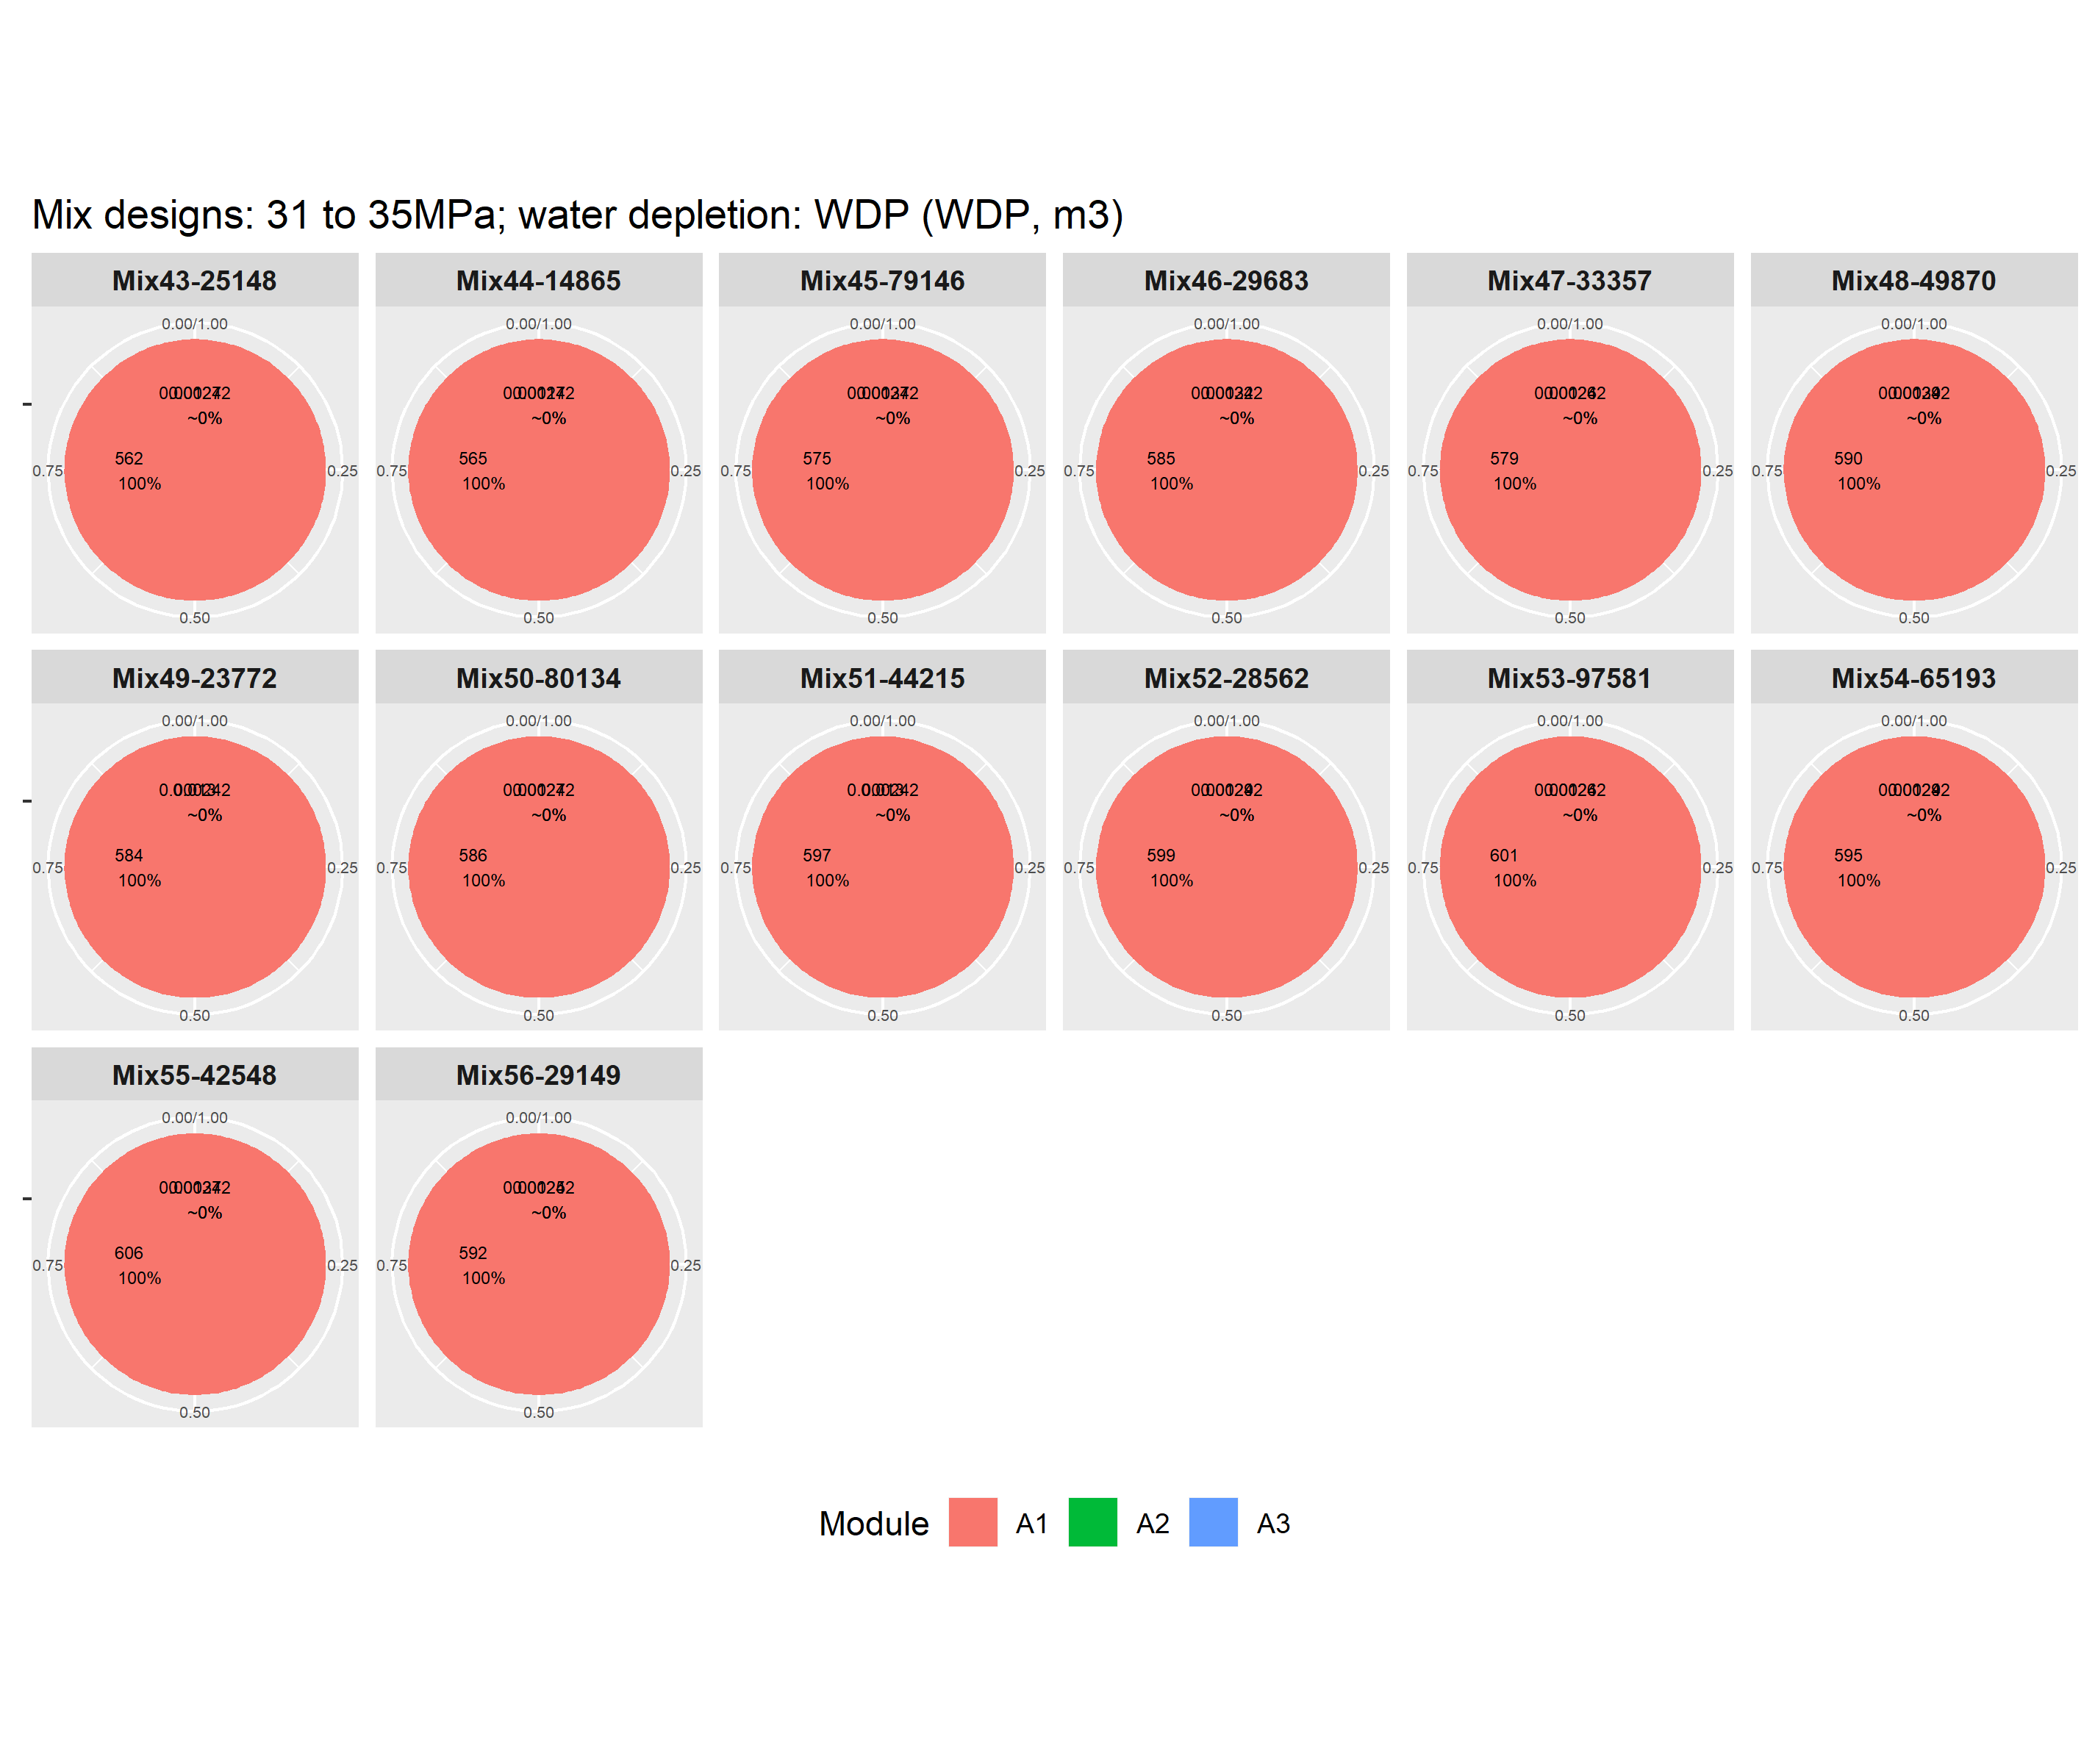 Mix designs: 31 to 35MPa; water depletion: WDP (WDP, m3)
Mix43-25148 Mix44-14865 Mix45-79146 Mix46-29683 Mix47-33357 Mix48-49870
0.00/1.00 0.00/1.00 0.00/1.00 0.00/1.00 0.00/1.00 0.00/1.00
~0% ~0% ~0% ~0% ~0% ~0%
562 565 575 585 579 590
0.75 0.25 0.75 0.25 0.75 0.25 0.75 0.25 0.75 0.25 0.75 0.25
100% 100% 100% 100% 100% 100%
0.50 0.50 0.50 0.50 0.50 0.50
Mix49-23772 Mix50-80134 Mix51-44215 Mix52-28562 Mix53-97581 Mix54-65193
0.00/1.00 0.00/1.00 0.00/1.00 0.00/1.00 0.00/1.00 0.00/1.00
~0% ~0% ~0% ~0% ~0% ~0%
584 586 597 599 601 595
0.75 0.25 0.75 0.25 0.75 0.25 0.75 0.25 0.75 0.25 0.75 0.25
100% 100% 100% 100% 100% 100%
0.50 0.50 0.50 0.50 0.50 0.50
Mix55-42548 Mix56-29149
0.00/1.00 0.00/1.00
~0% ~0%
606 592
0.75 0.25 0.75 0.25
100% 100%
0.50 0.50
Module A1 A2 A3